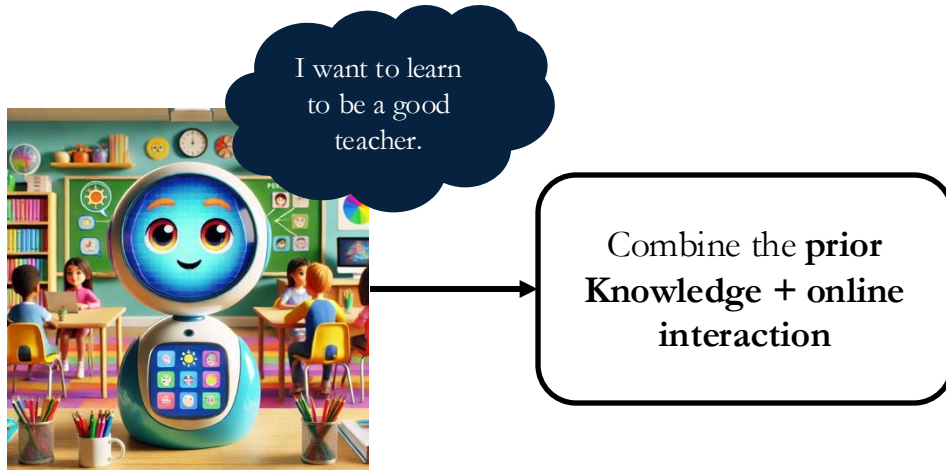 I want to learn
to be a good
teacher.
Combine the prior
Knowledge + online
interaction